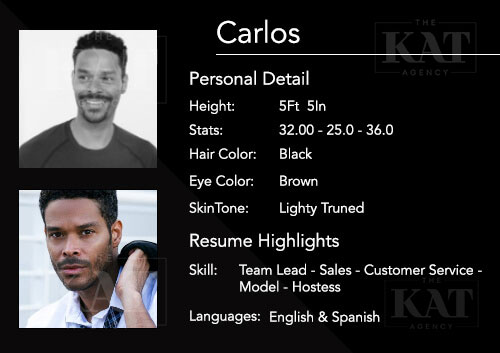 Carlos
THE
KAT
AGENCY
Personal Detail
Height: 5Ft 5In
Stats: 32.00 - 25.0 - 36.0
Hair Color: Black
Eye Color: Brown
SkinTone: Lighty Truned
Resume Highlights
Skill: Team Lead - Sales - Customer Service -
Model - Hostess
Languages: English & Spanish
THE
KAT
AGENCY